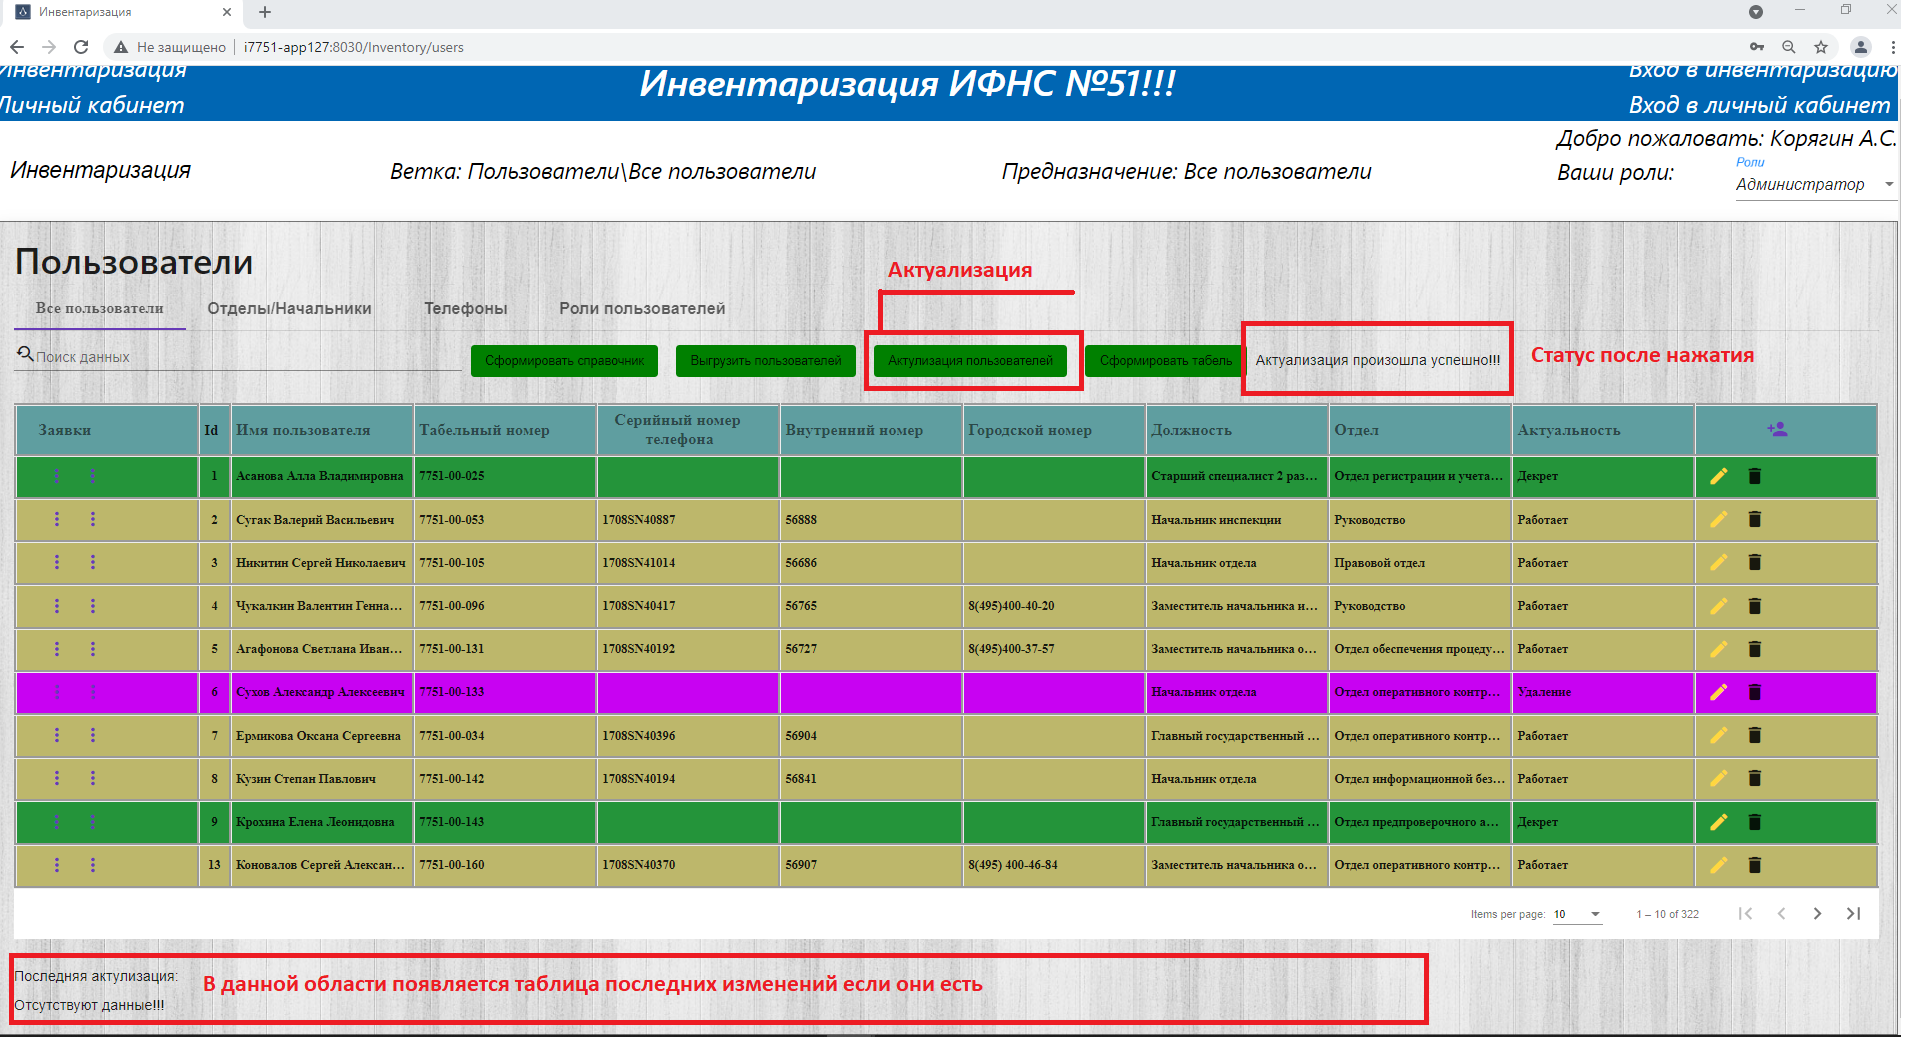 Инвентаризация
Не защищено | i7751-app127:8030/Inventory/users
Инвентаризация
Личный кабинет
Инвентаризация ИФНС №51!!!
Вход в инвентаризацию
Вход в личный кабинет
Добро пожаловать: Корягин А.С.
Инвентаризация
Ветка: Пользователи\Все пользователи
Предназначение: Все пользователи
Ваши роли:
Роли
Администратор
Пользователи
Актуализация
Все пользователи Отделы/Начальники Телефоны Роли пользователей
Поиск данных
Сформировать справочник Выгрузить пользователей Актулизация пользователей Сформировать табель Актуализация произошла успешно!!! Статус после нажатия
Заявки Id Имя пользователя Табельный номер Серийный номер телефона Внутренний номер Городской номер Должность Отдел Актуальность
1 Асанова Алла Владимировна 7751-00-025 Старший специалист 2 раз... Отдел регистрации и учета... Декрет
2 Сугак Валерий Васильевич 7751-00-053 1708SN40887 56888 Начальник инспекции Руководство Работает
3 Никитин Сергей Николаевич 7751-00-105 1708SN41014 56686 Начальник отдела Правовой отдел Работает
4 Чукалкин Валентин Генна... 7751-00-096 1708SN40417 56765 8(495)400-40-20 Заместитель начальника и... Руководство Работает
5 Агафонова Светлана Иван... 7751-00-131 1708SN40192 56727 8(495)400-37-57 Заместитель начальника о... Отдел обеспечения процеду... Работает
6 Сухов Александр Алексеевич 7751-00-133 Начальник отдела Отдел оперативного контр... Удаление
7 Ермикова Оксана Сергеевна 7751-00-034 1708SN40396 56904 Главный государственный ... Отдел оперативного контр... Работает
8 Кузин Степан Павлович 7751-00-142 1708SN40194 56841 Начальник отдела Отдел информационной без... Работает
9 Крохина Елена Леонидовна 7751-00-143 Главный государственный ... Отдел предпроверочного а... Декрет
13 Коновалов Сергей Алексан... 7751-00-160 1708SN40370 56907 8(495) 400-46-84 Заместитель начальника о... Отдел оперативного контр... Работает
Items per page: 10 1 – 10 of 322
Последняя актулизация:
В данной области появляется таблица последних изменений если они есть
Отсутствуют данные!!!